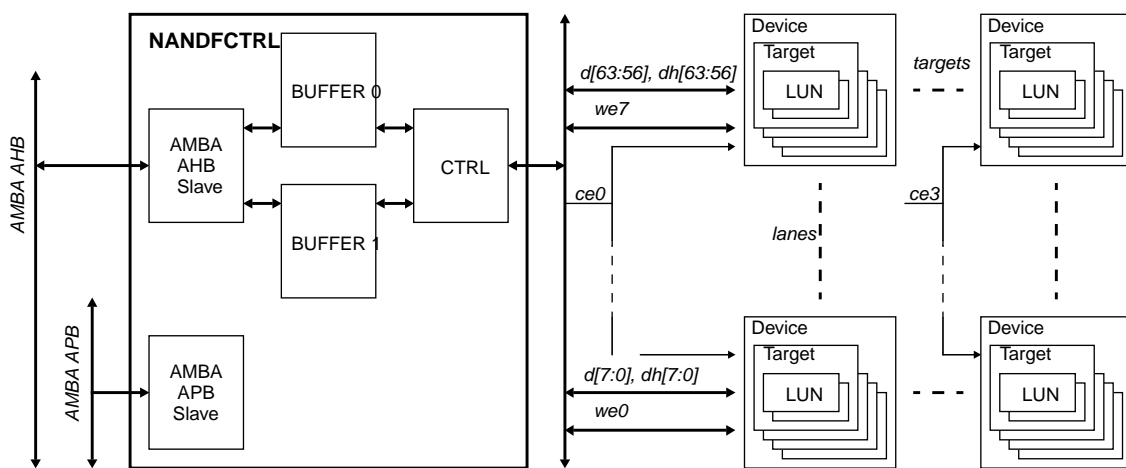 NANDFCTRL
BUFFER 0
AMBA
AHB
Slave
CTRL
BUFFER 1
AMBA
APB
Slave
AMBA AHB
AMBA APB
d[63:56], dh[63:56]
we7
ce0
lanes
d[7:0], dh[7:0]
we0
Device
Target
LUN
targets
Device
Target
LUN
ce3
Device
Target
LUN
Device
Target
LUN